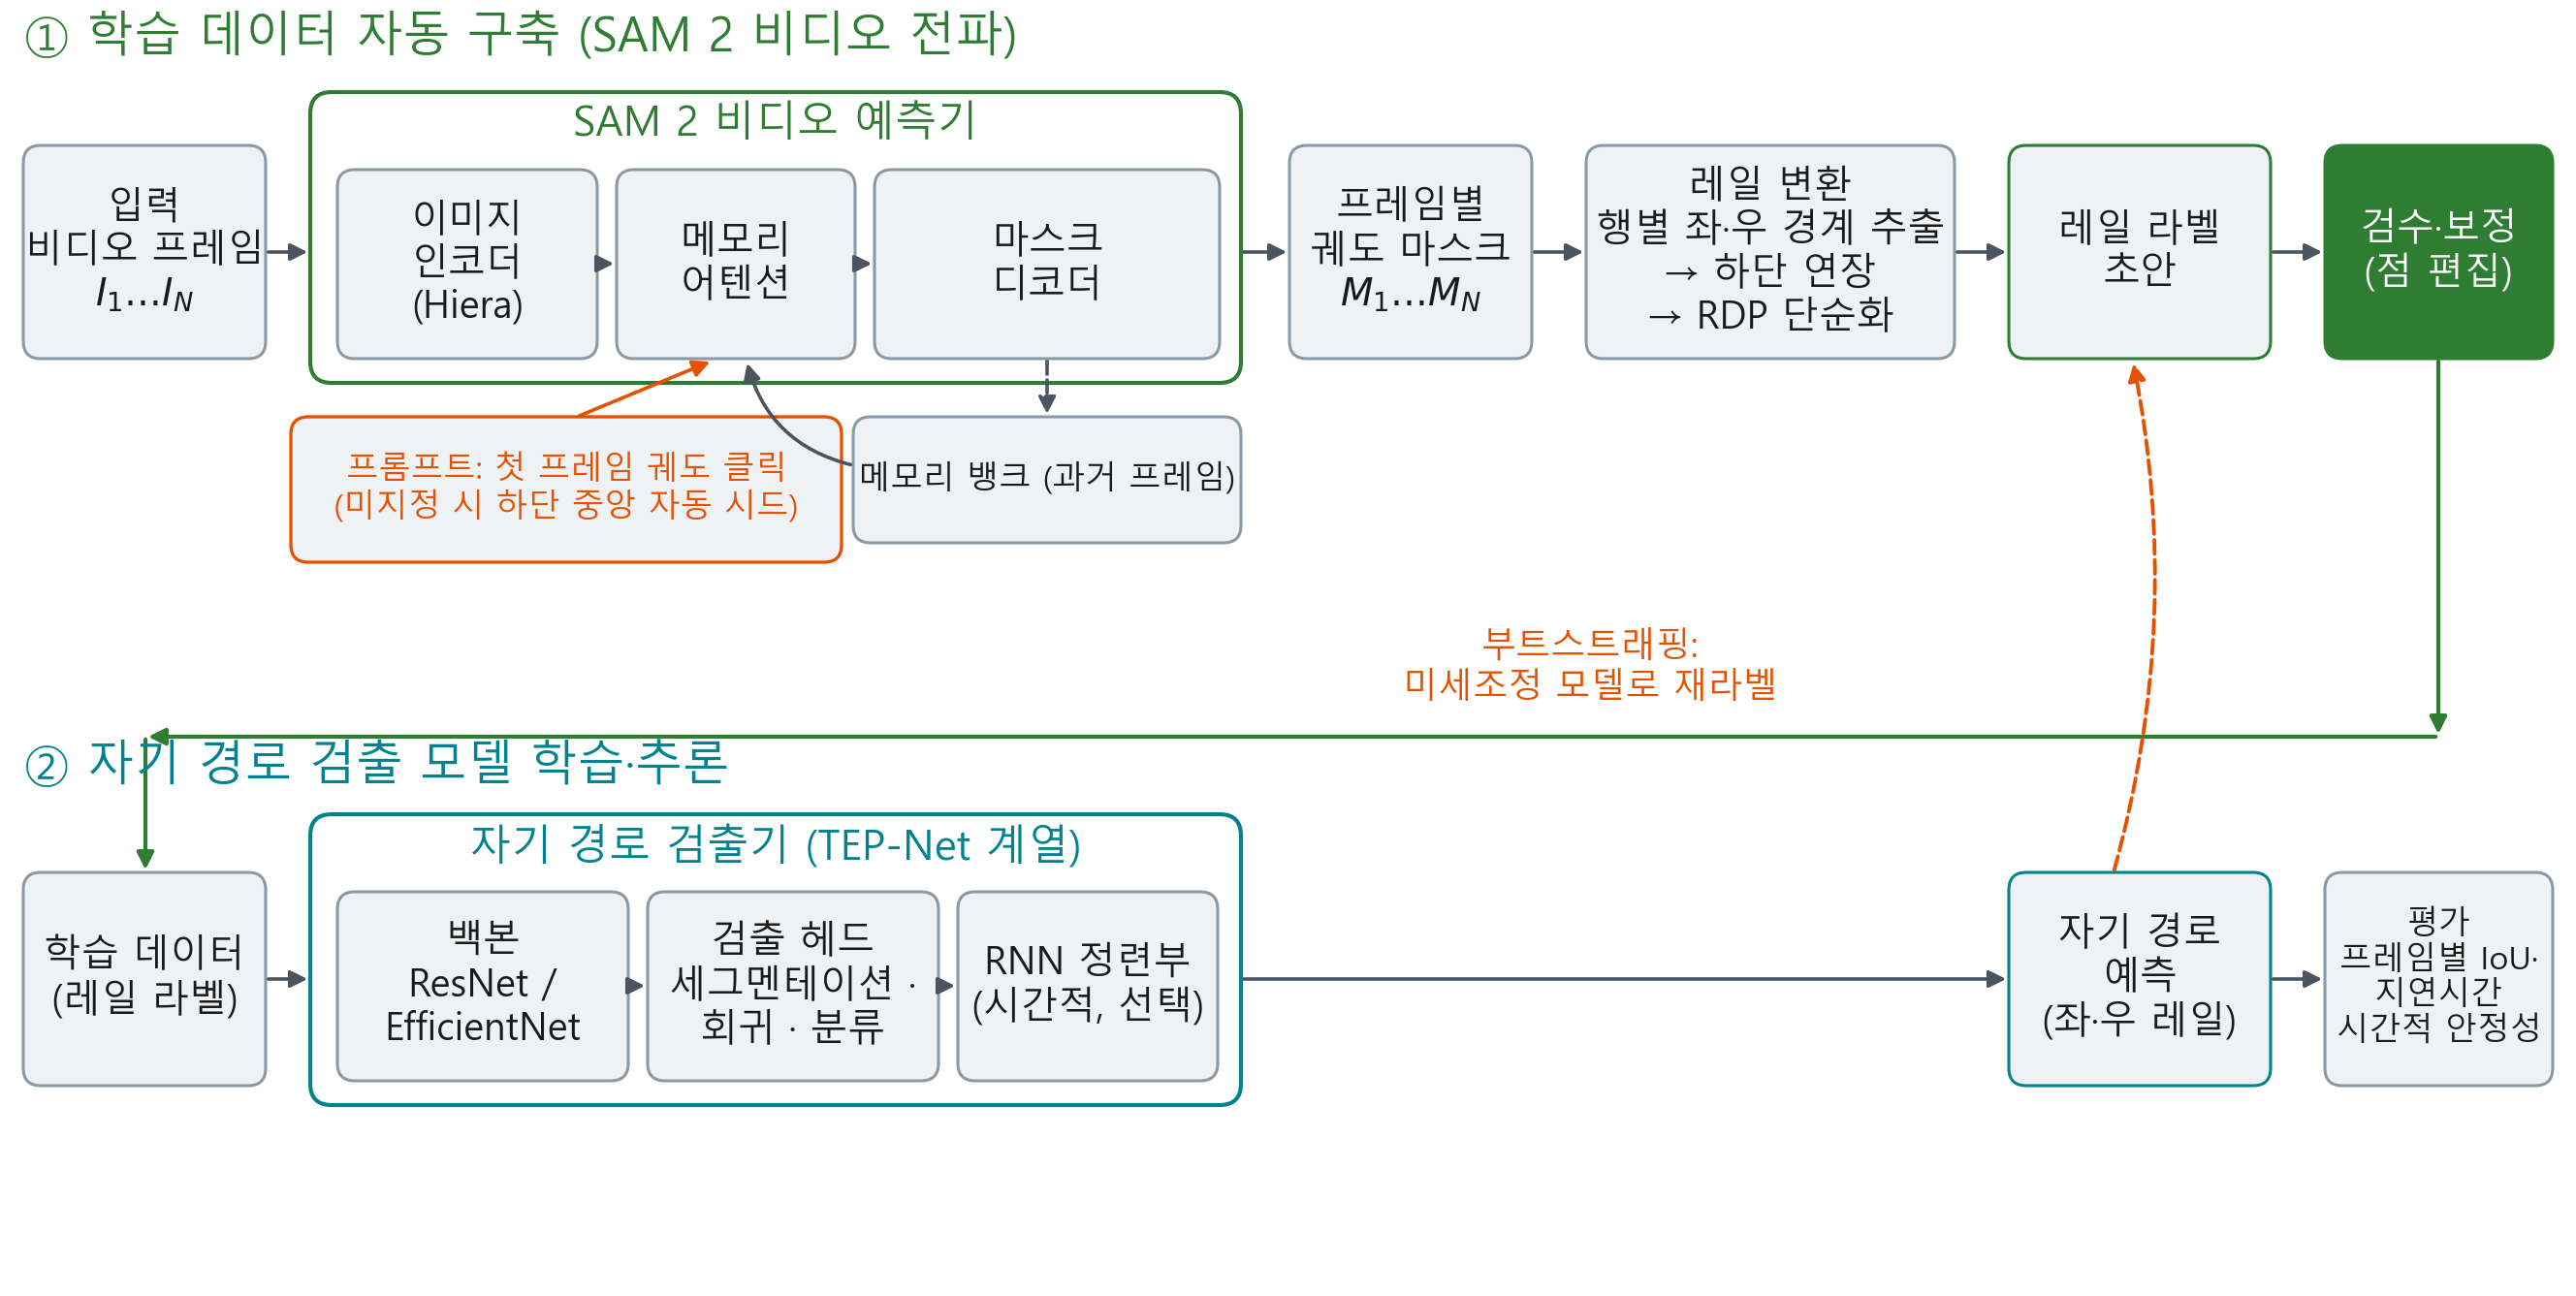 ① 학습 데이터 자동 구축 (SAM 2 비디오 전파)
SAM 2 비디오 예측기
입력
비디오 프레임
I₁…I_N
이미지
인코더
(Hiera)
메모리
어텐션
마스크
디코더
프레임별
궤도 마스크
M₁…M_N
레일 변환
행별 좌·우 경계 추출
→ 하단 연장
→ RDP 단순화
레일 라벨
초안
검수·보정
(점 편집)
프롬프트: 첫 프레임 궤도 클릭
(미지정 시 하단 중앙 자동 시드)
메모리 뱅크 (과거 프레임)
부트스트래핑:
미세조정 모델로 재라벨
② 자기 경로 검출 모델 학습·추론
자기 경로 검출기 (TEP-Net 계열)
학습 데이터
(레일 라벨)
백본
ResNet /
EfficientNet
검출 헤드
세그멘테이션 ·
회귀 · 분류
RNN 정련부
(시간적, 선택)
자기 경로
예측
(좌·우 레일)
평가
프레임별 IoU·
지연시간
시간적 안정성